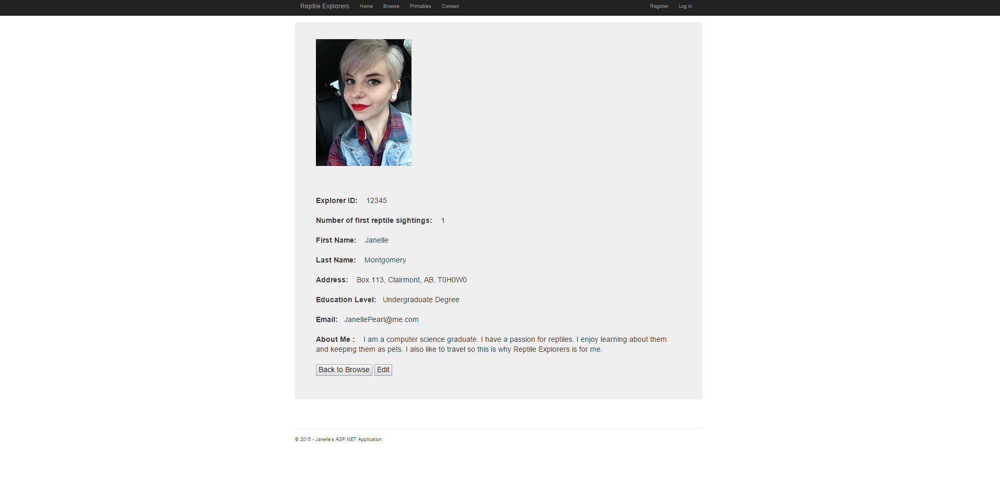 Reptile Explorers Home Browse Printables Contact Register Log in
Explorer ID: 12345
Number of first reptile sightings: 1
First Name: Janelle
Last Name: Montgomery
Address: Box 113, Clairmont, AB, T0H0W0
Education Level: Undergraduate Degree
Email: JanellePearl@me.com
About Me : I am a computer science graduate. I have a passion for reptiles. I enjoy learning about them
and keeping them as pets. I also like to travel so this is why Reptile Explorers is for me.
Back to Browse Edit
© 2015 - Janelle's ASP.NET Application